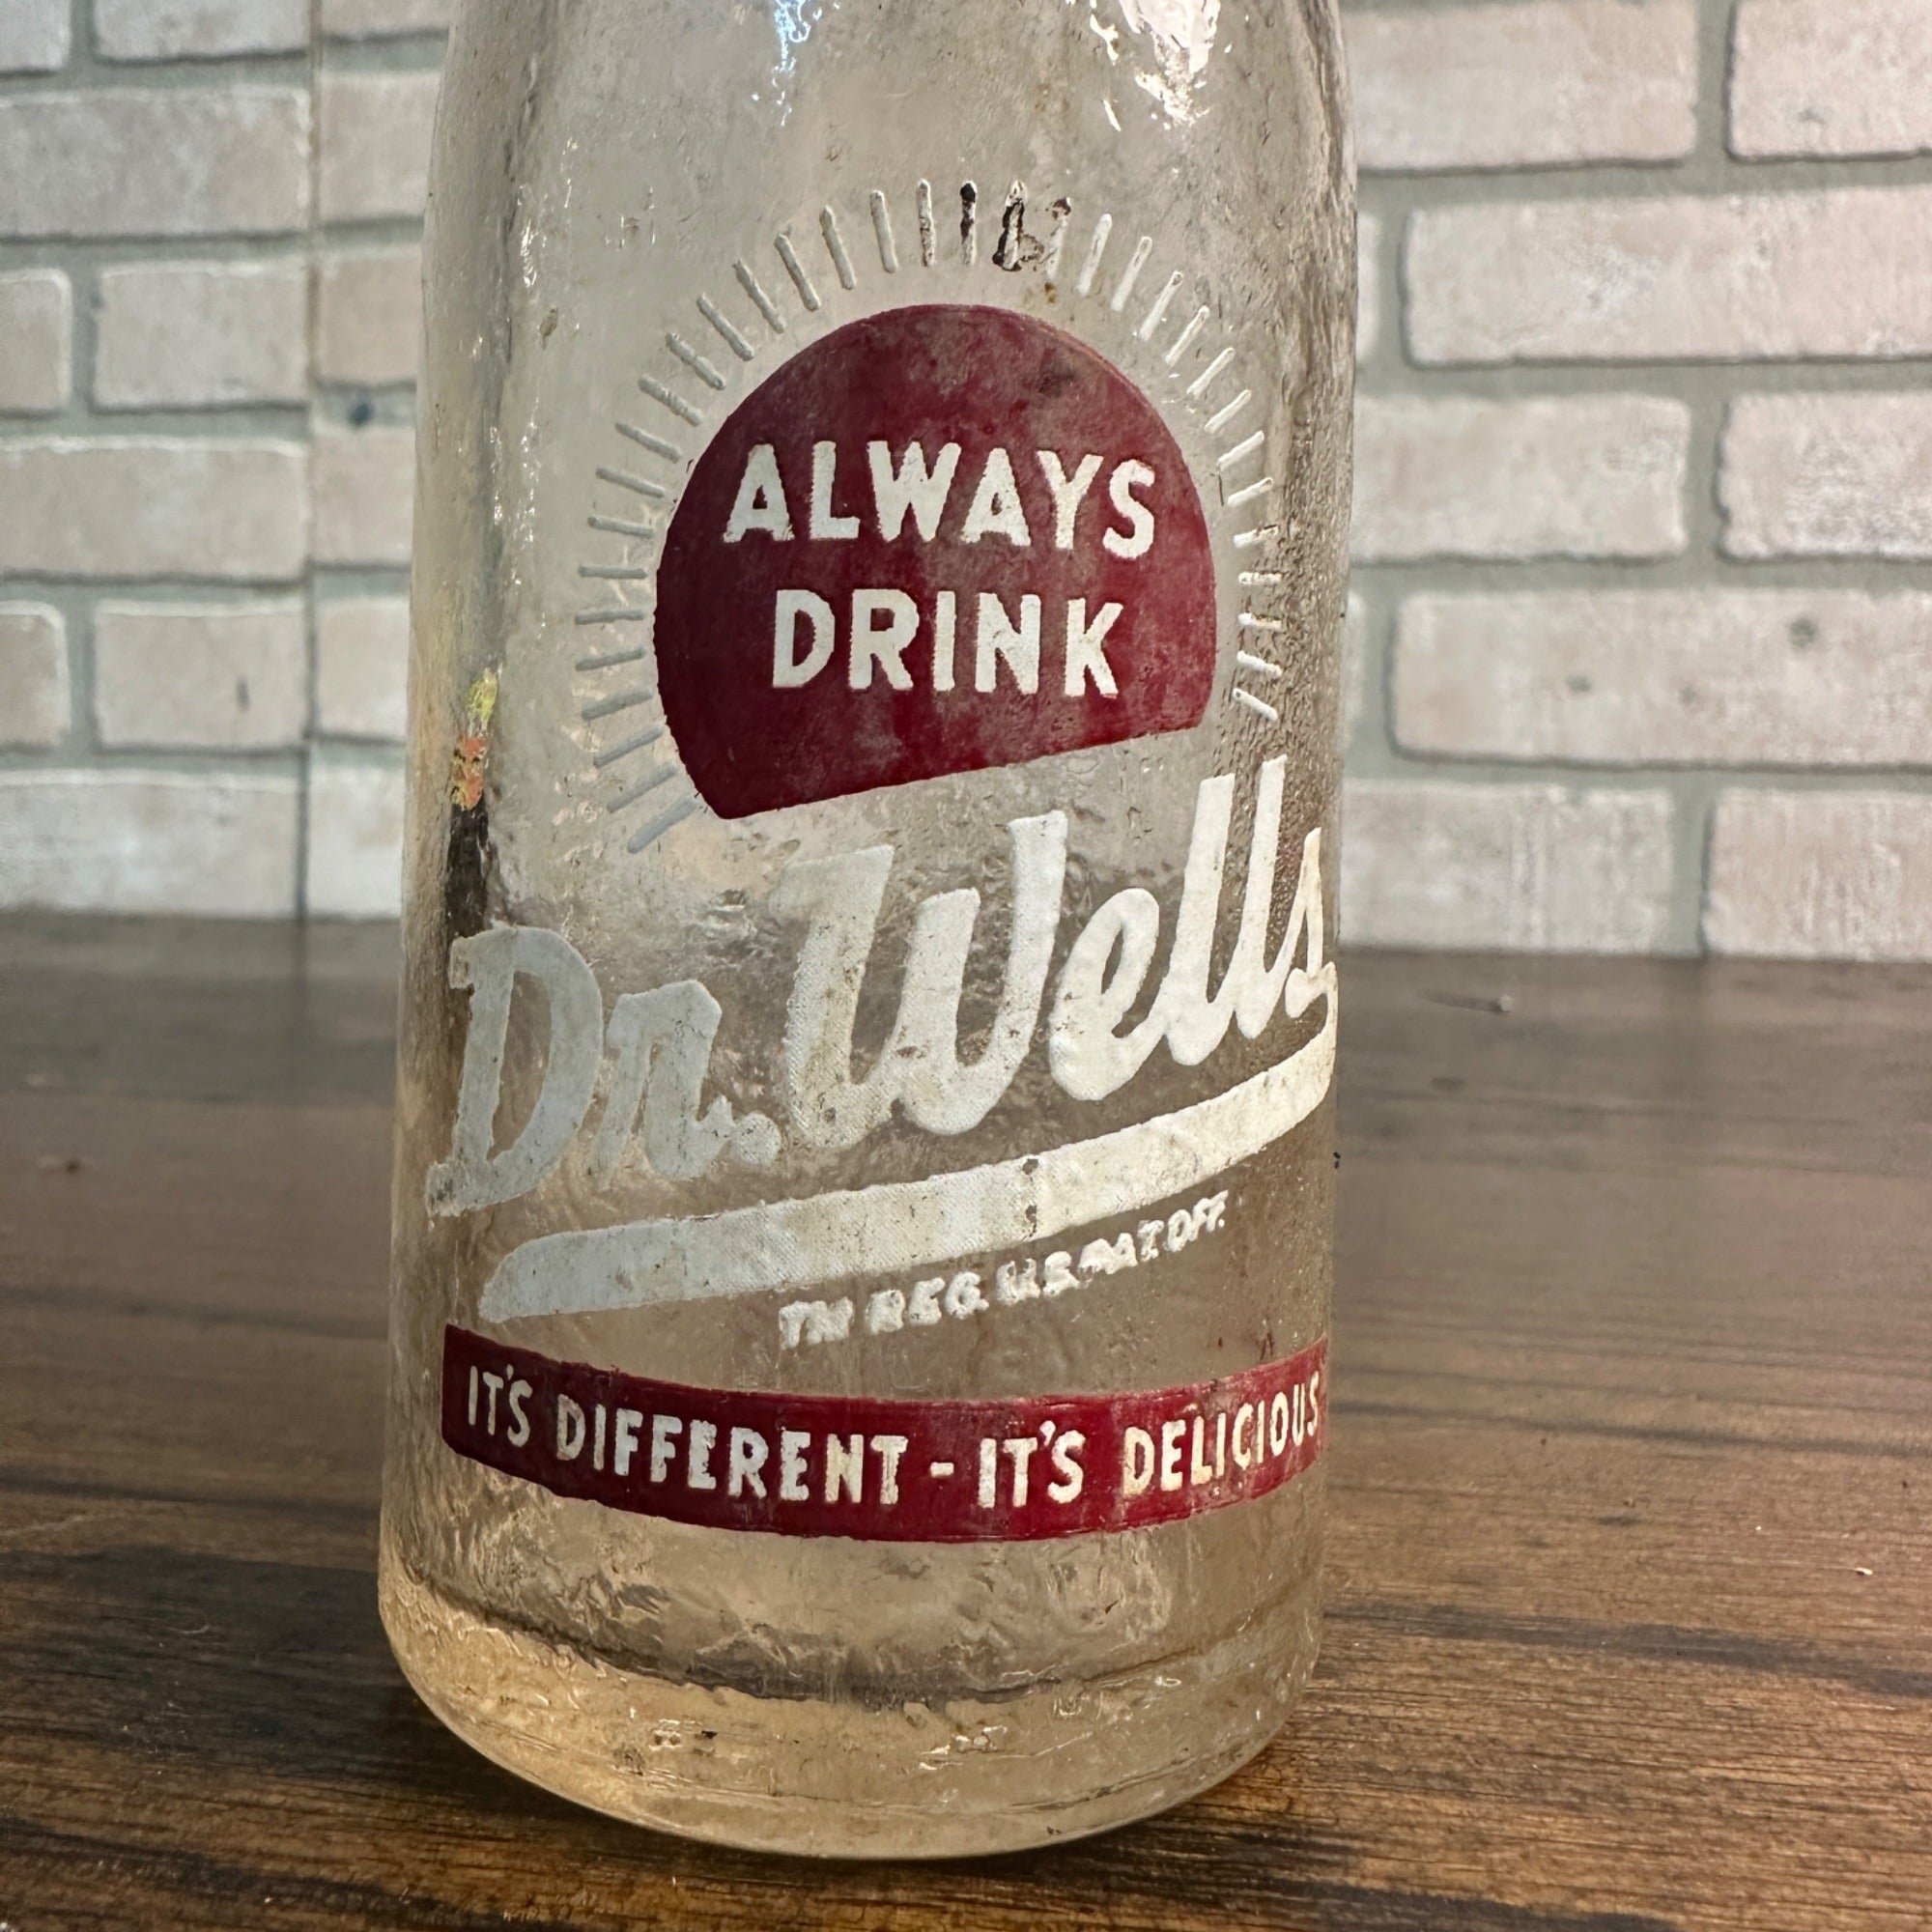 ALWAYS
DRINK
Dr. Wells
TM REG. U.S. PAT. OFF.
IT'S DIFFERENT - IT'S DELICIOUS